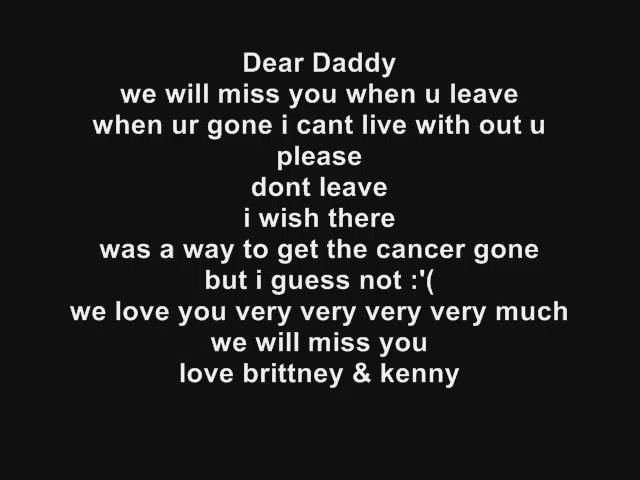 Dear Daddy
we will miss you when u leave
when ur gone i cant live with out u
please
dont leave
i wish there
was a way to get the cancer gone
but i guess not :'(
we love you very very very very much
we will miss you
love brittney & kenny